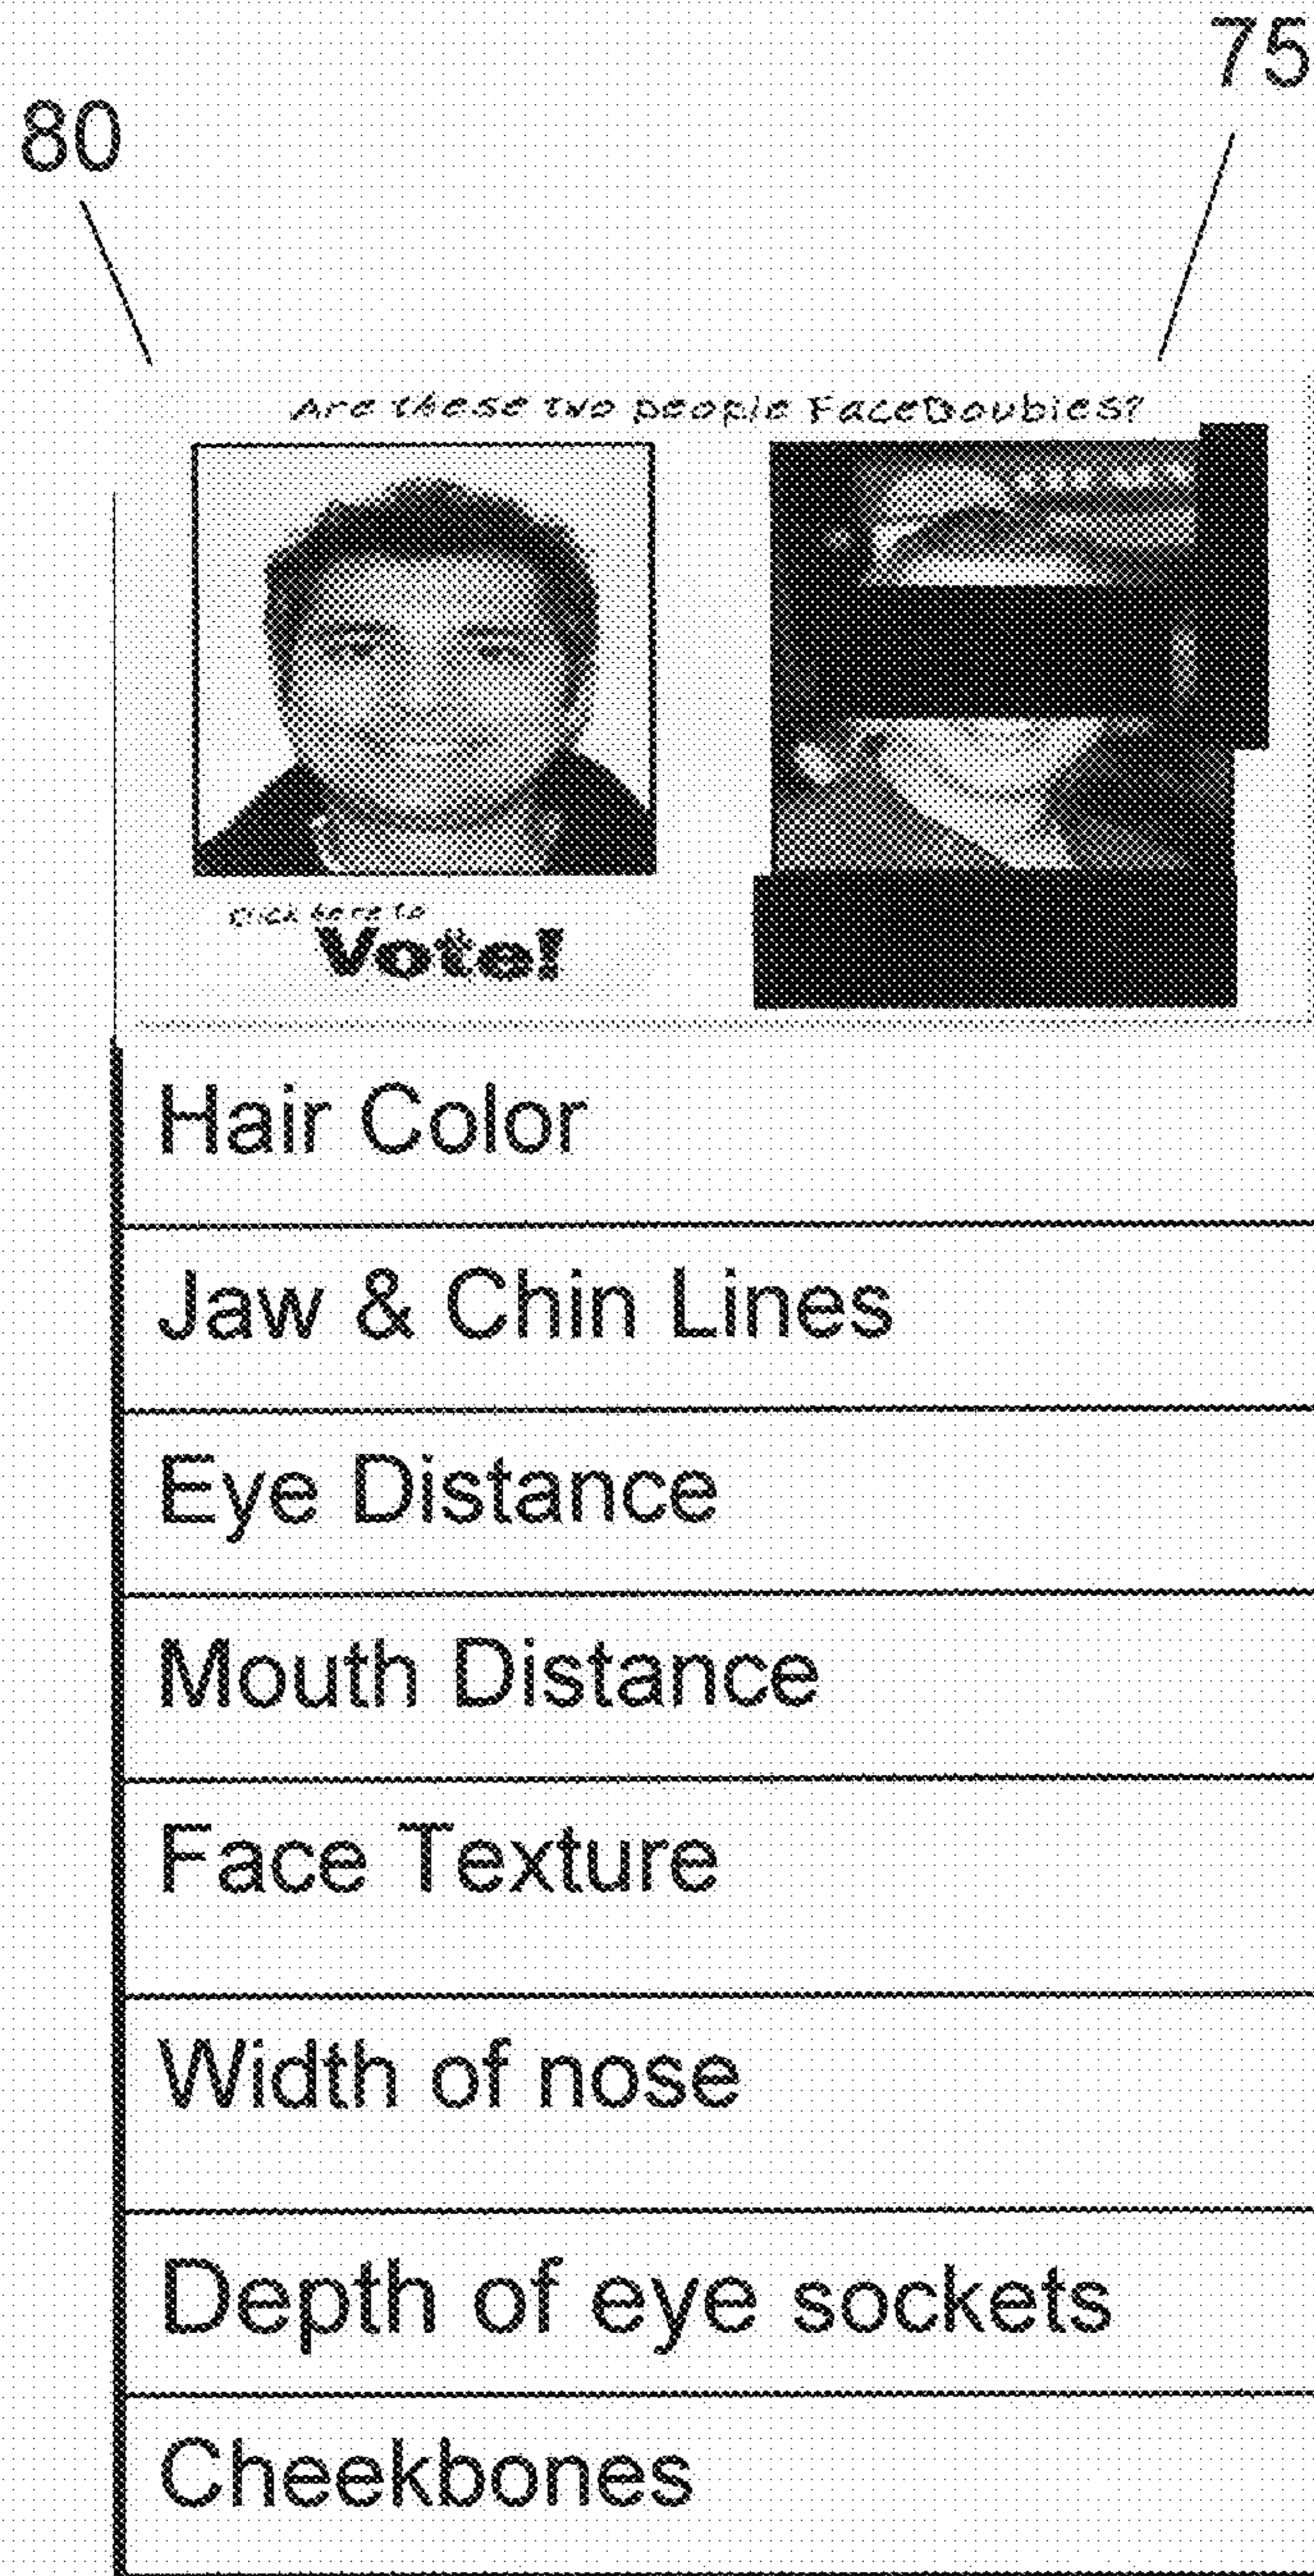 75
80
Are these two people FaceDoubles?
Click here to
Vote!
Hair Color
Jaw & Chin Lines
Eye Distance
Mouth Distance
Face Texture
Width of nose
Depth of eye sockets
Cheekbones